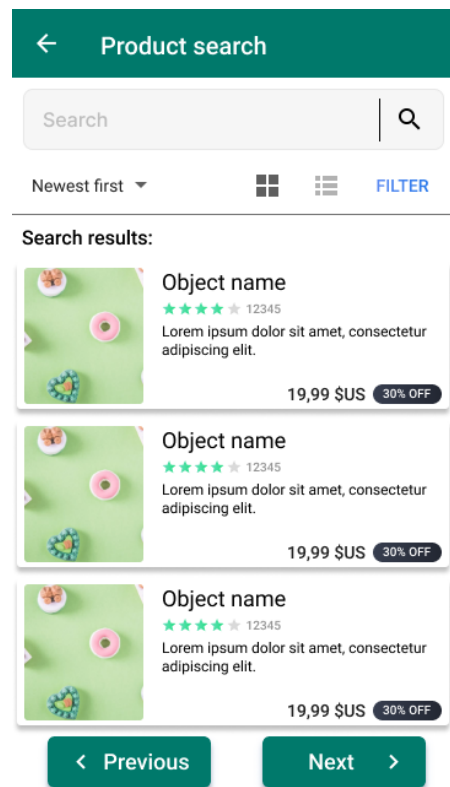 Product search
Search
Newest first
FILTER
Search results:
Object name
12345
Lorem ipsum dolor sit amet, consectetur
adipiscing elit.
19,99 $US 30% OFF
Object name
12345
Lorem ipsum dolor sit amet, consectetur
adipiscing elit.
19,99 $US 30% OFF
Object name
12345
Lorem ipsum dolor sit amet, consectetur
adipiscing elit.
19,99 $US 30% OFF
Previous
Next